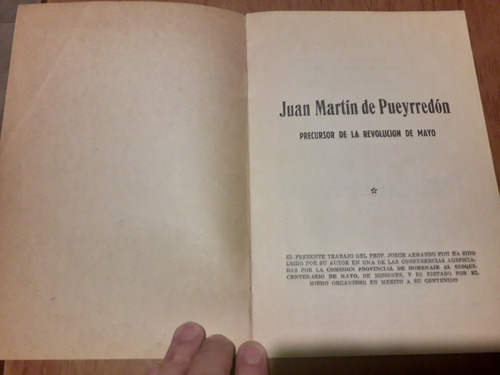 Juan Martín de Pueyrredón
PRECURSOR DE LA REVOLUCION DE MAYO
EL PRESENTE TRABAJO DEL PROF. JORGE ARMANDO PINI HA SIDO
LEIDO POR SU AUTOR EN UNA DE LAS CONFERENCIAS AUSPICIA-
DAS POR LA COMISION PROVINCIAL DE HOMENAJE AL SESQUI-
CENTENARIO DE MAYO, DE MISIONES, Y ES EDITADO POR EL
MISMO ORGANISMO EN MERITO A SU CONTENIDO